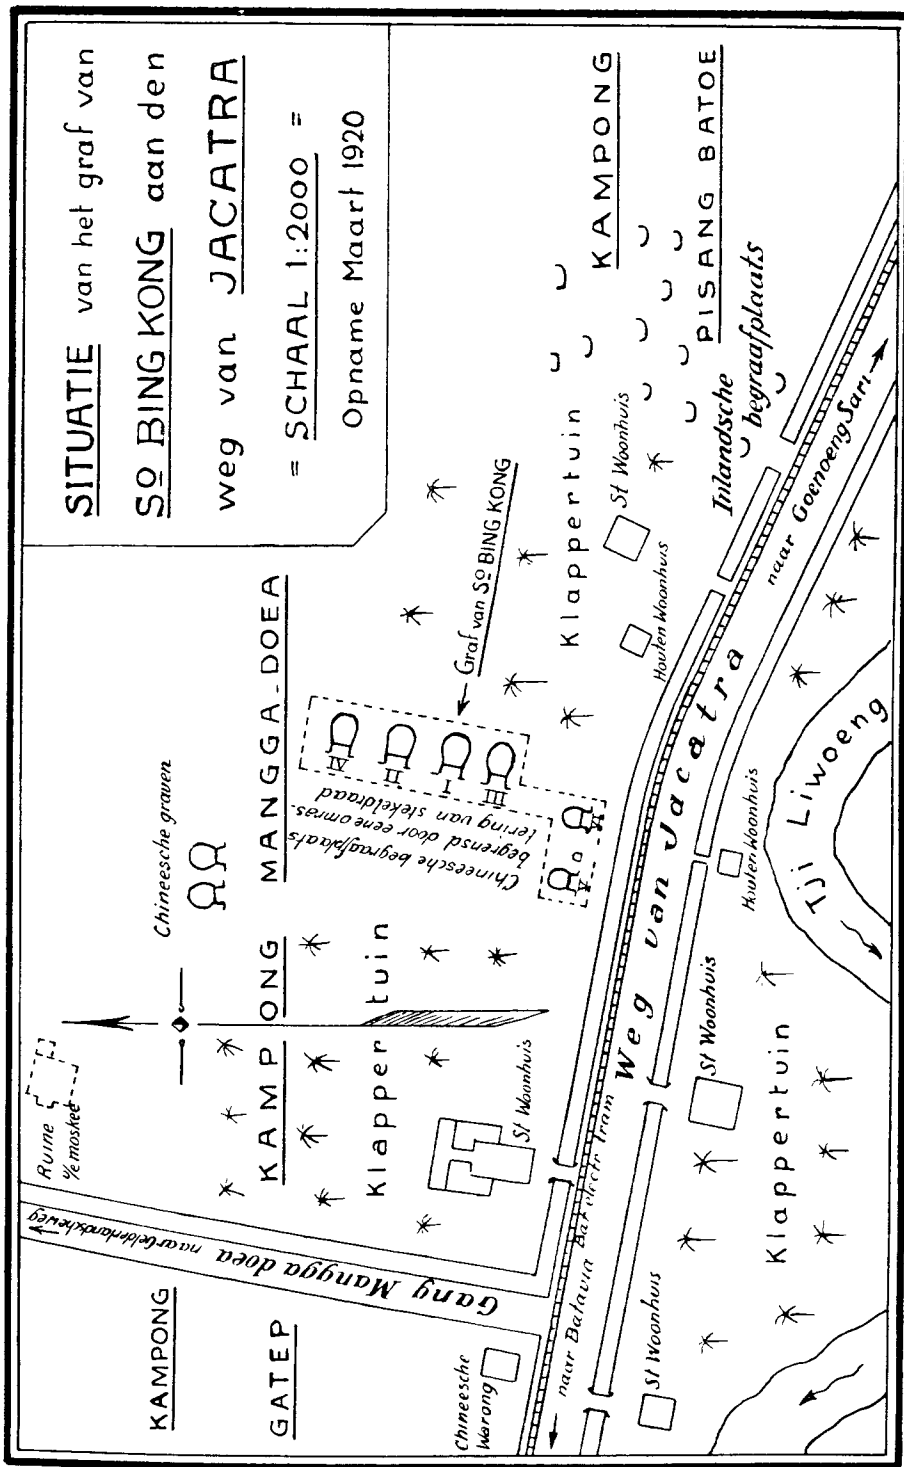 SITUATIE van het graf van
So BING KONG aan den
weg van JACATRA
= SCHAAL 1:2000 =
Opname Maart 1920
Ruine
v/e moskee
Chineesche graven
KAMPONG MANGGA-DOEA
Klappertuin
Chineesche begraafplaats
begrensd door eene omras-
tering van stekeldraad
IV
II
I
III
V
VI
Graf van So BING KONG
Klappertuin
St Woonhuis
Houten Woonhuis
KAMPONG
PISANG BATOE
Inlandsche
begraafplaats
KAMPONG
GATEP
Gang Mangga doea
naar Gelderlandscheweg
St Woonhuis
Chineesche
Warong
naar Batavia
Bat electr tram
Weg van Jacatra
naar Goenoeng Sari
St Woonhuis
St Woonhuis
Houten Woonhuis
Klappertuin
Tji Liwoeng